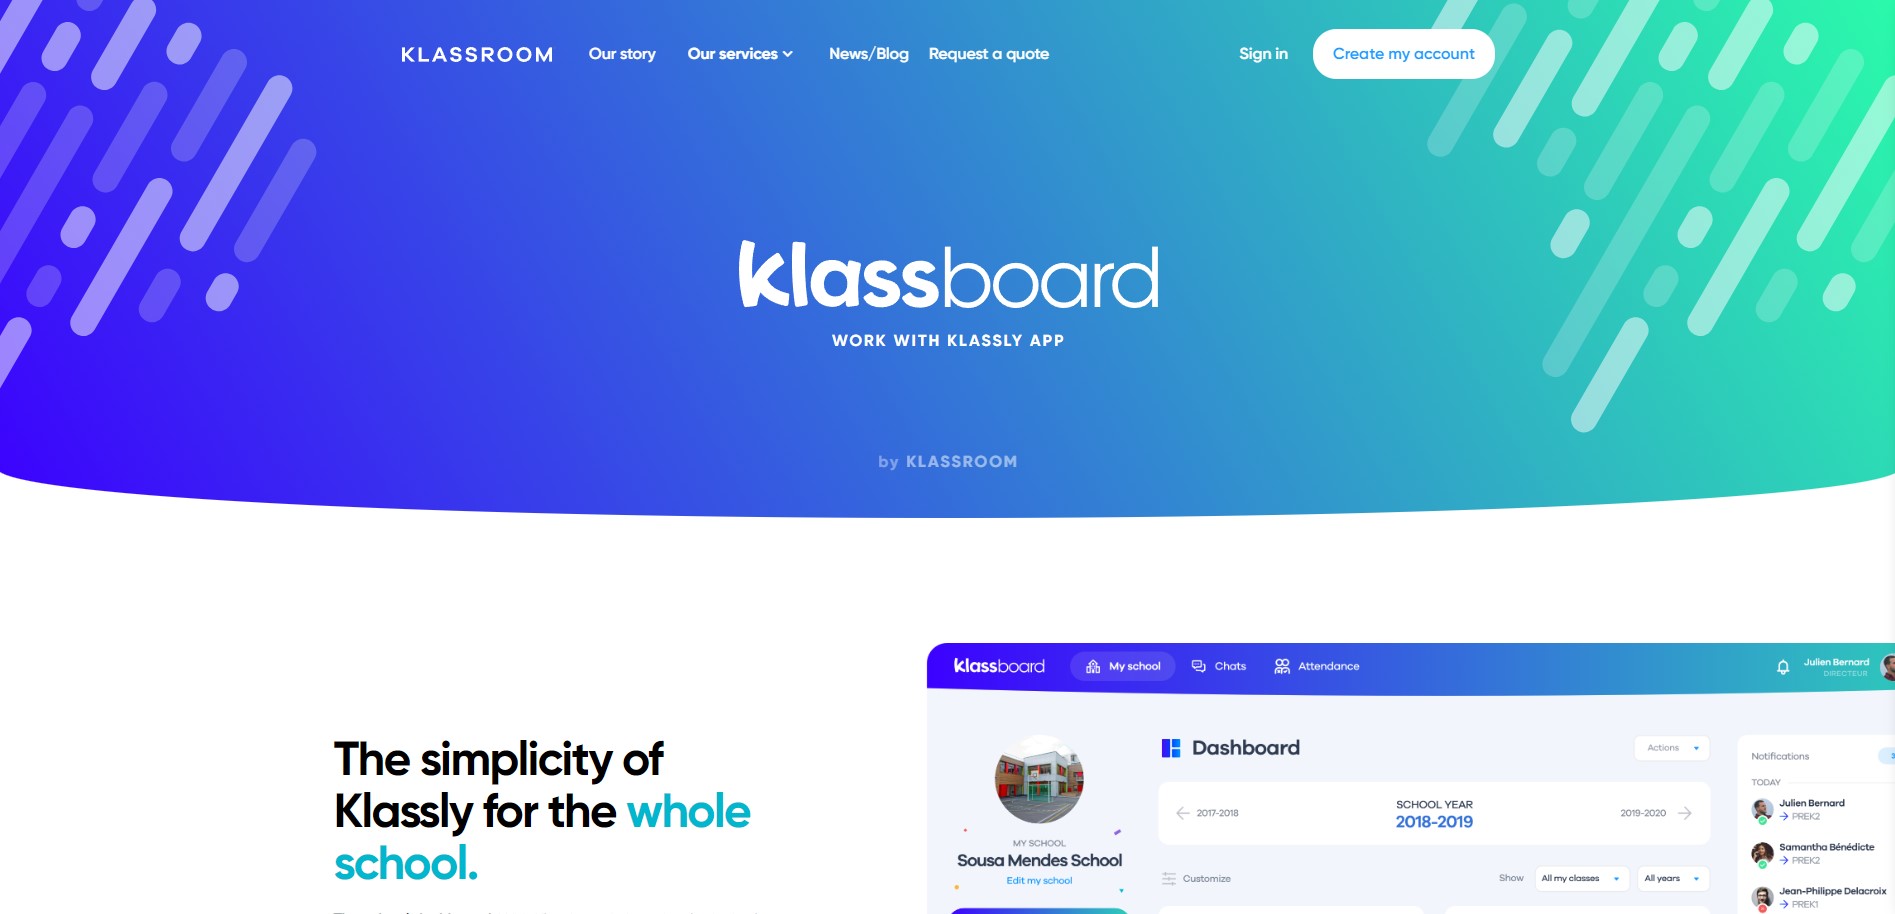 KLASSROOM
Our story
Our services
News/Blog
Request a quote
Sign in
Create my account
klassboard
WORK WITH KLASSLY APP
by KLASSROOM
The simplicity of
Klassly for the whole
school.
klassboard
My school
Chats
Attendance
Julien Bernard
DIRECTEUR
MY SCHOOL
Sousa Mendes School
Edit my school
Dashboard
Actions
2017-2018
SCHOOL YEAR
2018-2019
2019-2020
Customize
Show
All my classes
All years
Notifications
TODAY
Julien Bernard
PREK2
Samantha Bénédicte
PREK2
Jean-Philippe Delacroix
PREK1